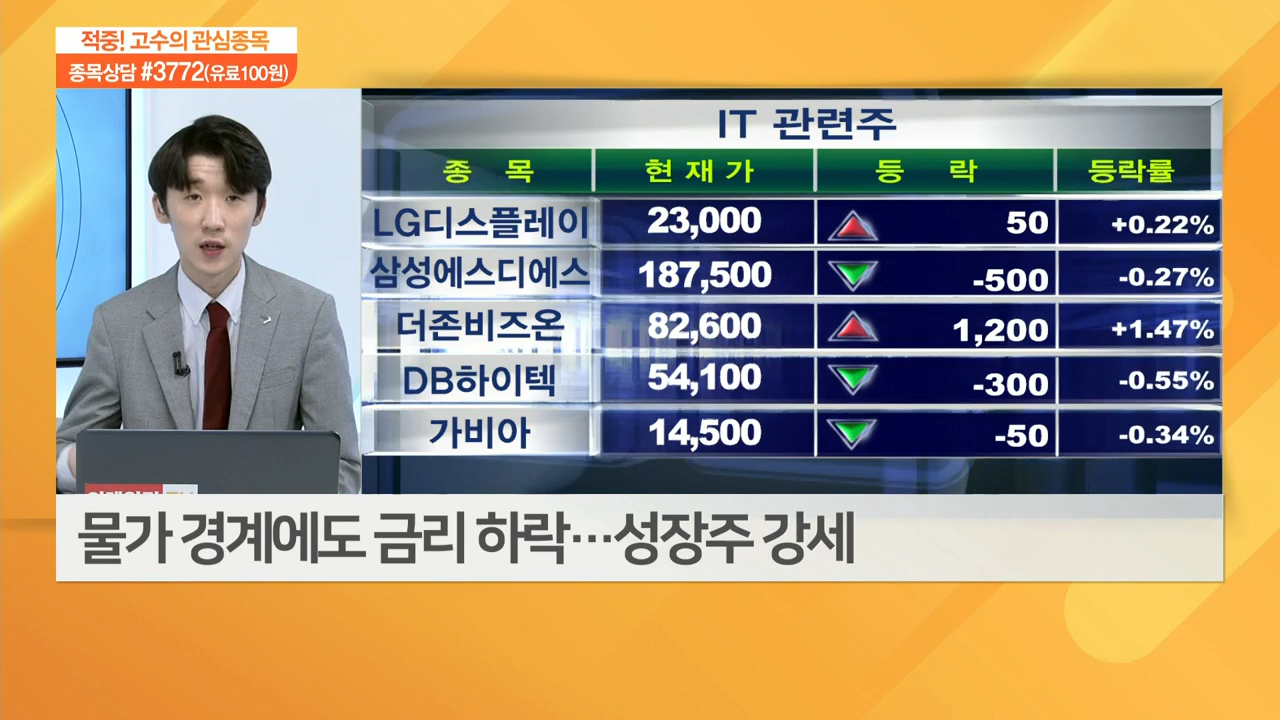 적중! 고수의 관심종목
종목상담 #3772(유료100원)
IT 관련주
종 목 현 재 가 등 락 등락률
LG디스플레이 23,000 50 +0.22%
삼성에스디에스 187,500 -500 -0.27%
더존비즈온 82,600 1,200 +1.47%
DB하이텍 54,100 -300 -0.55%
가비아 14,500 -50 -0.34%
물가 경계에도 금리 하락…성장주 강세